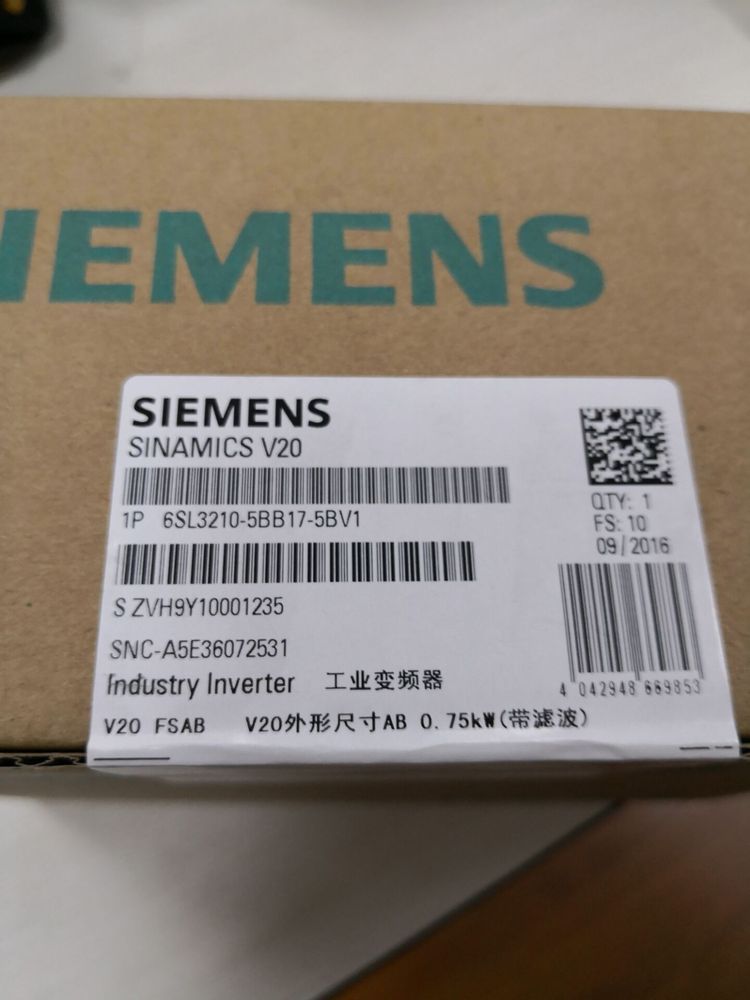 SIEMENS
SIEMENS
SINAMICS V20
1P 6SL3210-5BB17-5BV1
S ZVH9Y10001235
SNC-A5E36072531
Industry Inverter 工业变频器
V20 FSAB V20外形尺寸AB 0.75kW(带滤波)
QTY: 1
FS: 10
09/2016
4 042948 669853